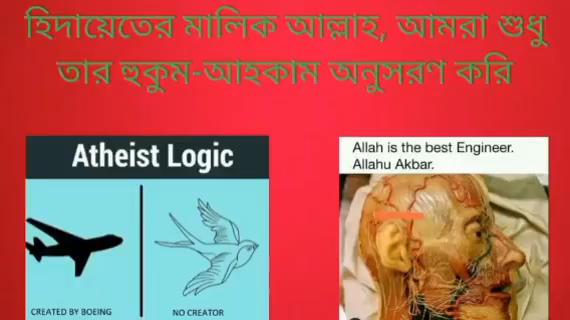 হিদায়েতের মালিক আল্লাহ, আমরা শুধু
তার হুকুম-আহকাম অনুসরণ করি
Atheist Logic
CREATED BY BOEING
NO CREATOR
Allah is the best Engineer.
Allahu Akbar.